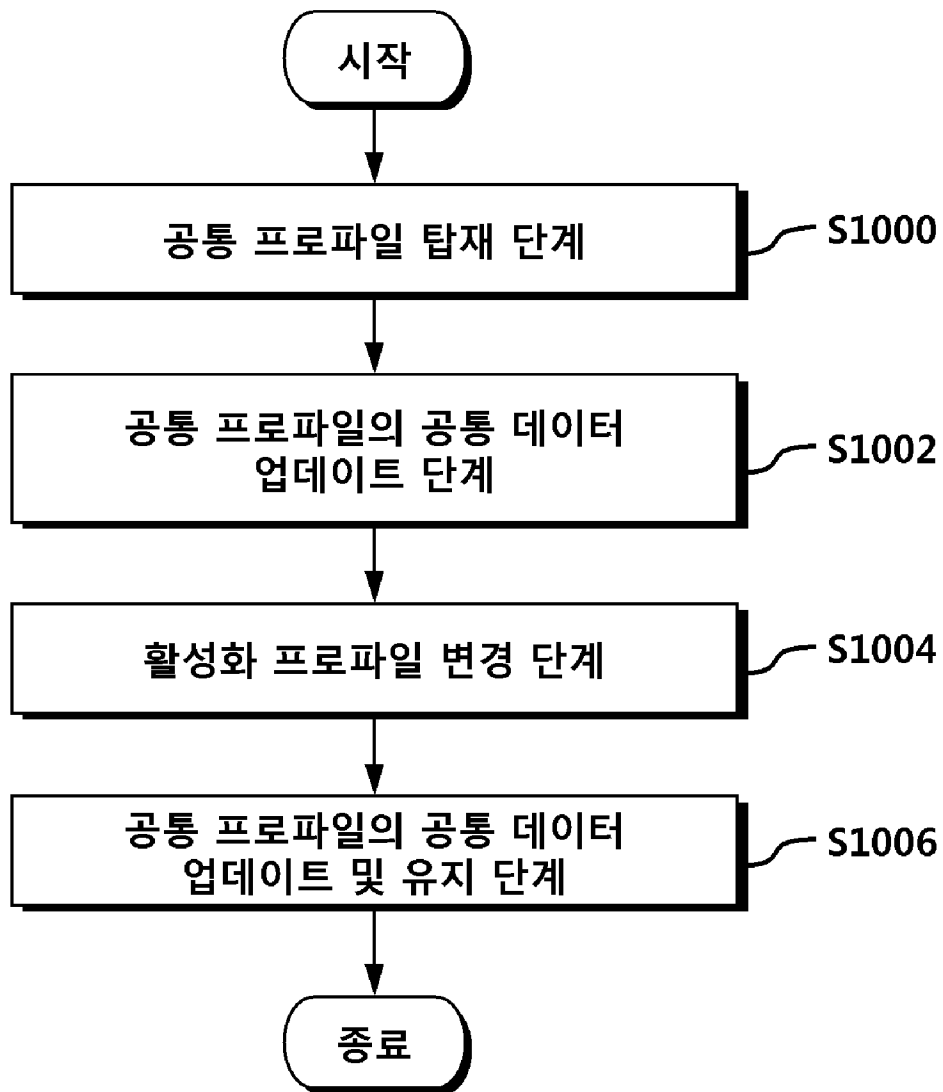 시작
공통 프로파일 탑재 단계
S1000
공통 프로파일의 공통 데이터
업데이트 단계
S1002
활성화 프로파일 변경 단계
S1004
공통 프로파일의 공통 데이터
업데이트 및 유지 단계
S1006
종료